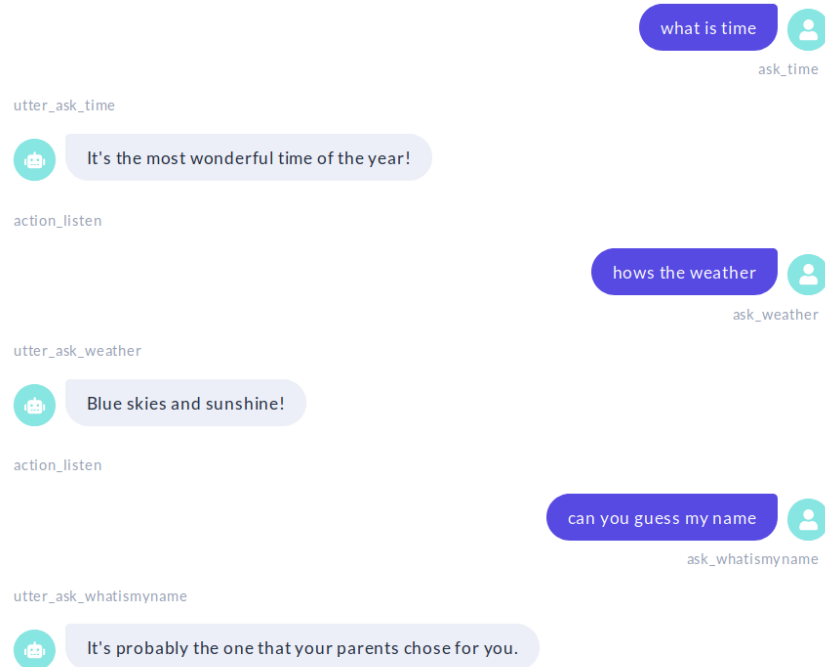 what is time
ask_time
utter_ask_time
It's the most wonderful time of the year!
action_listen
hows the weather
ask_weather
utter_ask_weather
Blue skies and sunshine!
action_listen
can you guess my name
ask_whatismyname
utter_ask_whatismyname
It's probably the one that your parents chose for you.